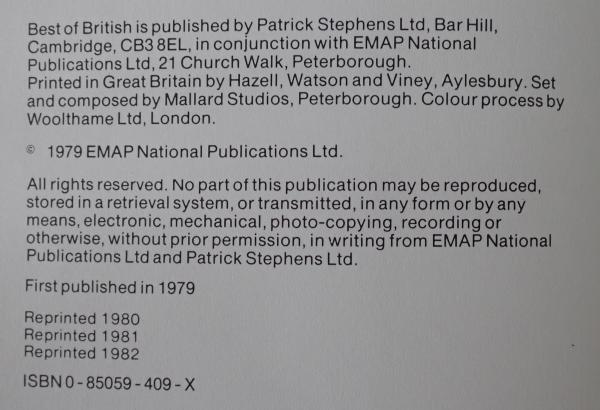 Best of British is published by Patrick Stephens Ltd, Bar Hill,
Cambridge, CB3 8EL, in conjunction with EMAP National
Publications Ltd, 21 Church Walk, Peterborough.
Printed in Great Britain by Hazell, Watson and Viney, Aylesbury. Set
and composed by Mallard Studios, Peterborough. Colour process by
Woolthame Ltd, London.
© 1979 EMAP National Publications Ltd.
All rights reserved. No part of this publication may be reproduced,
stored in a retrieval system, or transmitted, in any form or by any
means, electronic, mechanical, photo-copying, recording or
otherwise, without prior permission, in writing from EMAP National
Publications Ltd and Patrick Stephens Ltd.
First published in 1979
Reprinted 1980
Reprinted 1981
Reprinted 1982
ISBN 0 - 85059 - 409 - X